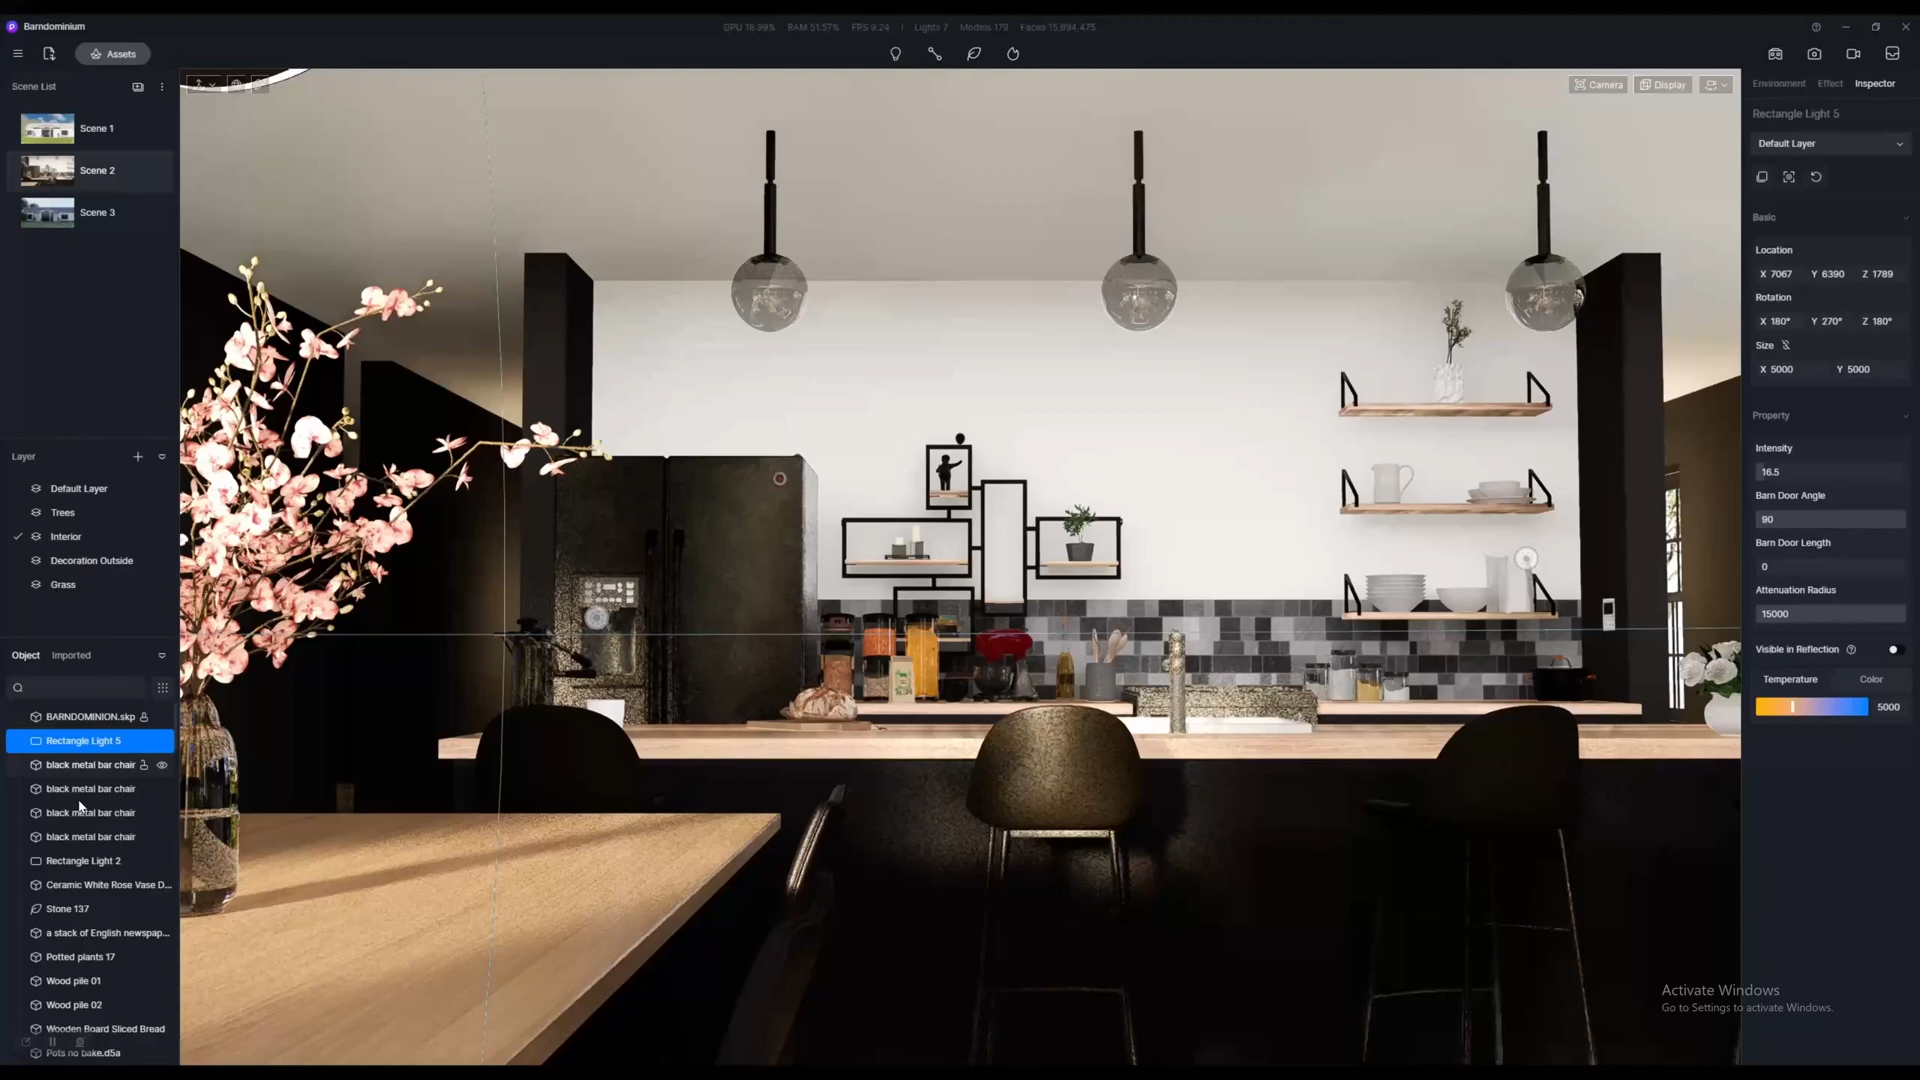 Barndominium
GPU 18.99% RAM 51.57% FPS 9.24 | Lights 7 Models 179 Faces 15,894,475
Assets
Scene List
Scene 1
Scene 2
Scene 3
Layer
Default Layer
Trees
Interior
Decoration Outside
Grass
Object Imported
BARNDOMINION.skp
Rectangle Light 5
black metal bar chair
black metal bar chair
black metal bar chair
black metal bar chair
Rectangle Light 2
Ceramic White Rose Vase D...
Stone 137
a stack of English newspap...
Potted plants 17
Wood pile 01
Wood pile 02
Wooden Board Sliced Bread
Pots no bake.d5a
Camera Display
Environment Effect Inspector
Rectangle Light 5
Default Layer
Basic
Location
X 7067 Y 6390 Z 1789
Rotation
X 180° Y 270° Z 180°
Size
X 5000 Y 5000
Property
Intensity
16.5
Barn Door Angle
90
Barn Door Length
0
Attenuation Radius
15000
Visible in Reflection
Temperature Color
5000
Activate Windows
Go to Settings to activate Windows.